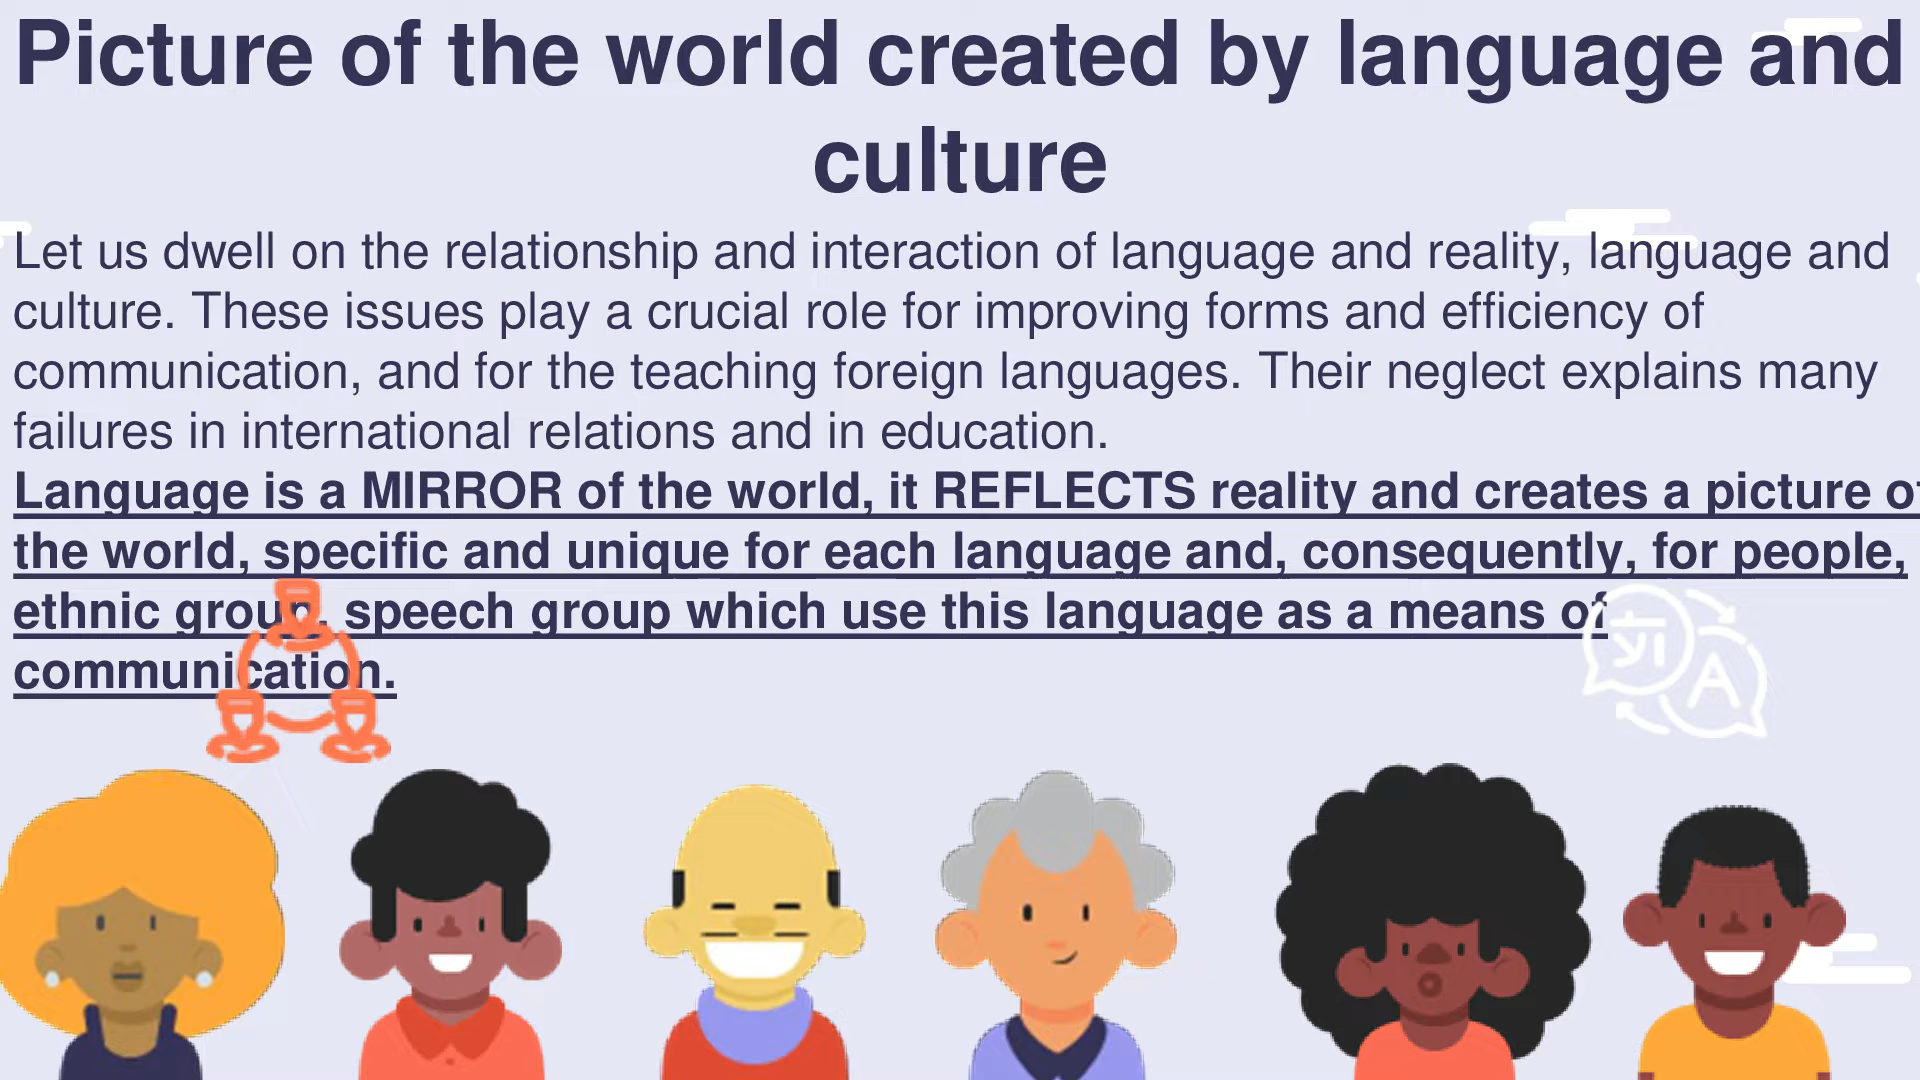 Picture of the world created by language and
culture
Let us dwell on the relationship and interaction of language and reality, language and
culture. These issues play a crucial role for improving forms and efficiency of
communication, and for the teaching foreign languages. Their neglect explains many
failures in international relations and in education.
Language is a MIRROR of the world, it REFLECTS reality and creates a picture of
the world, specific and unique for each language and, consequently, for people,
ethnic group, speech group which use this language as a means of
communication.
A